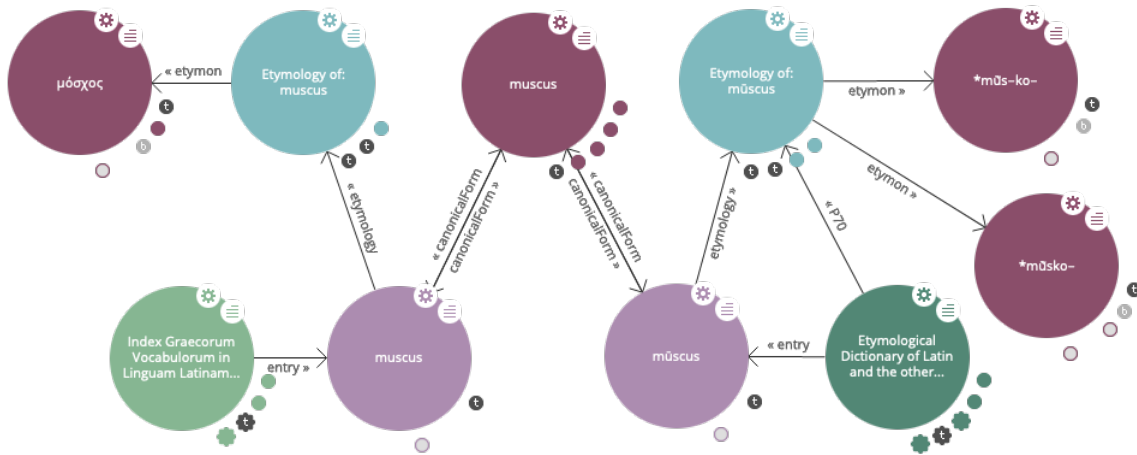 μόσχος
« etymon
Etymology of:
muscus
muscus
Etymology of:
mūscus
etymon »
*mūs-ko-
etymon »
*mūsko-
« etymology
« canonicalForm
canonicalForm »
« canonicalForm
canonicalForm »
etymology »
« P70
Index Graecorum
Vocabulorum in
Linguam Latinam...
entry »
muscus
mūscus
« entry
Etymological
Dictionary of Latin
and the other...
t
b
t
t
t
t
t
t
b
t
b
t
t
t
t